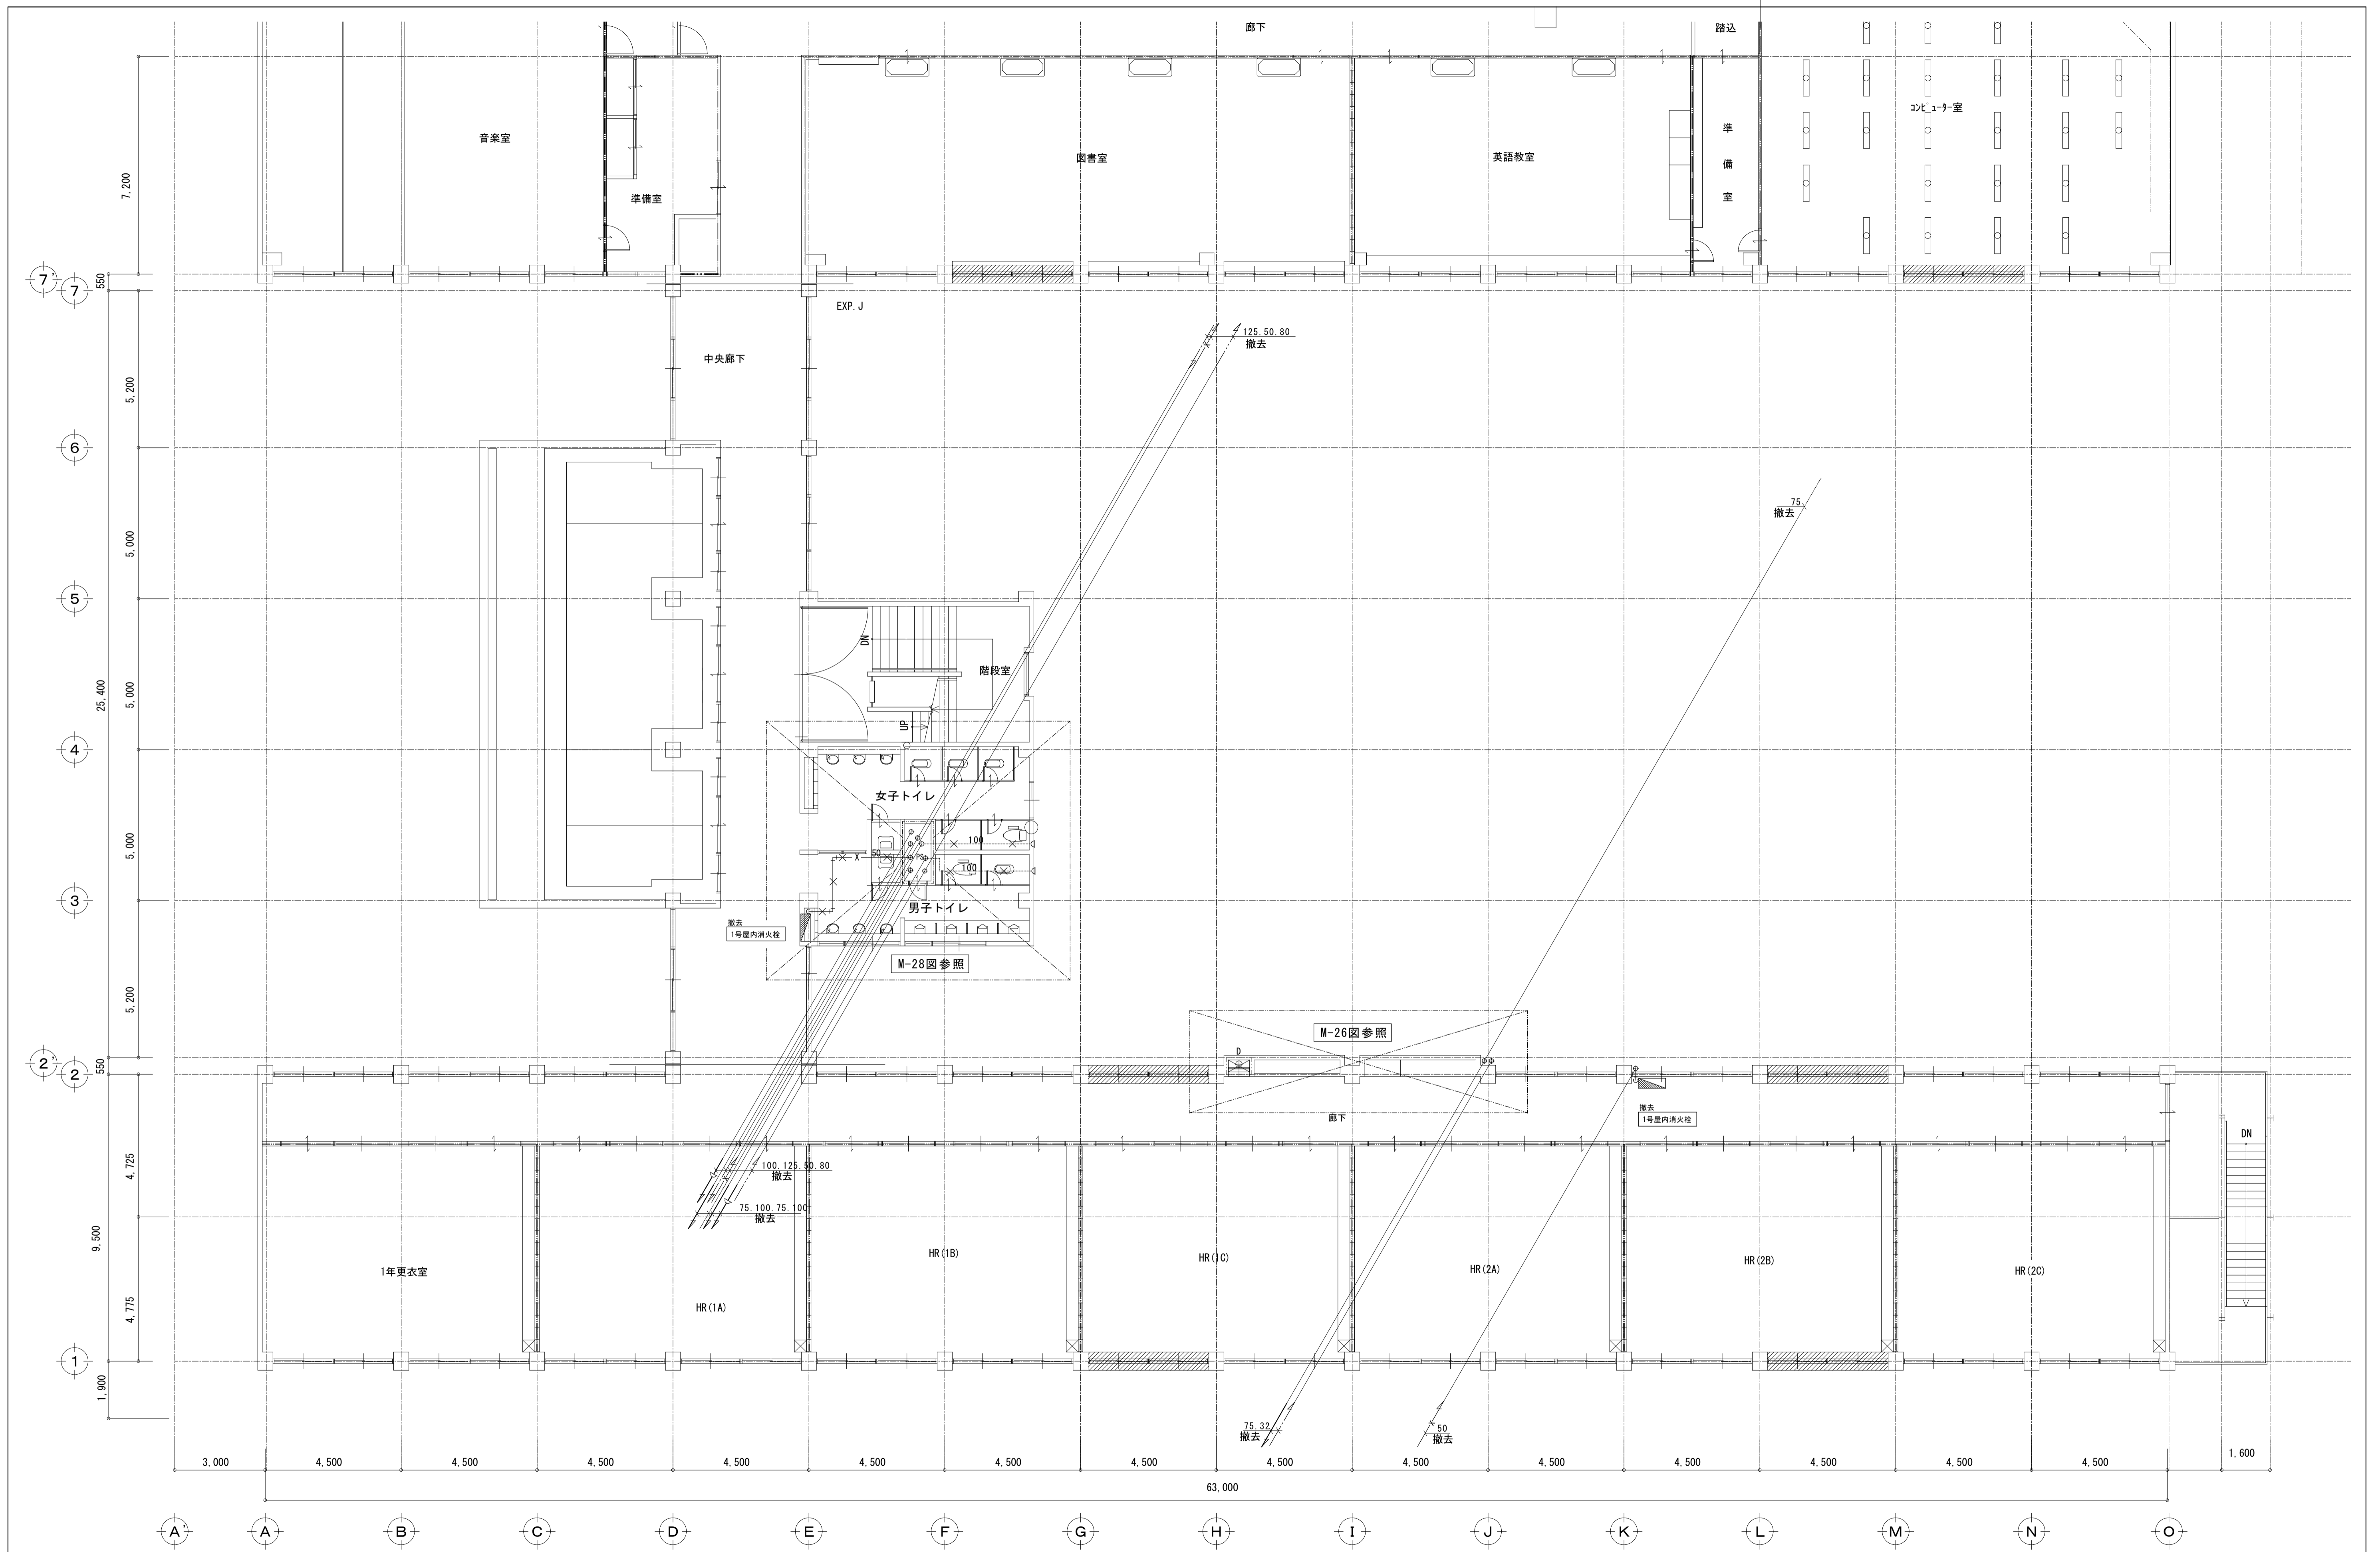 廊下
踏込
コンピューター室
音楽室
図書室
英語教室
準
備
室
準備室
7,200
7'
7
550
EXP.J
125.50.80
撤去
中央廊下
5,200
6
75
撤去
5,000
5
DN
階段室
25,400
5,000
UP
4
女子トイレ
100
50
PS
100
5,000
3
男子トイレ
撤去
1号屋内消火栓
M-28図参照
5,200
M-26図参照
D
2'
2
550
廊下
撤去
1号屋内消火栓
DN
4,725
100.125.50.80
撤去
75.100.75.100
撤去
9,500
1年更衣室
HR(1A)
HR(1B)
HR(1C)
HR(2A)
HR(2B)
HR(2C)
4,775
1
1,900
75.32
撤去
50
撤去
3,000
4,500
4,500
4,500
4,500
4,500
4,500
4,500
4,500
4,500
4,500
4,500
4,500
4,500
4,500
1,600
63,000
A'
A
B
C
D
E
F
G
H
I
J
K
L
M
N
O